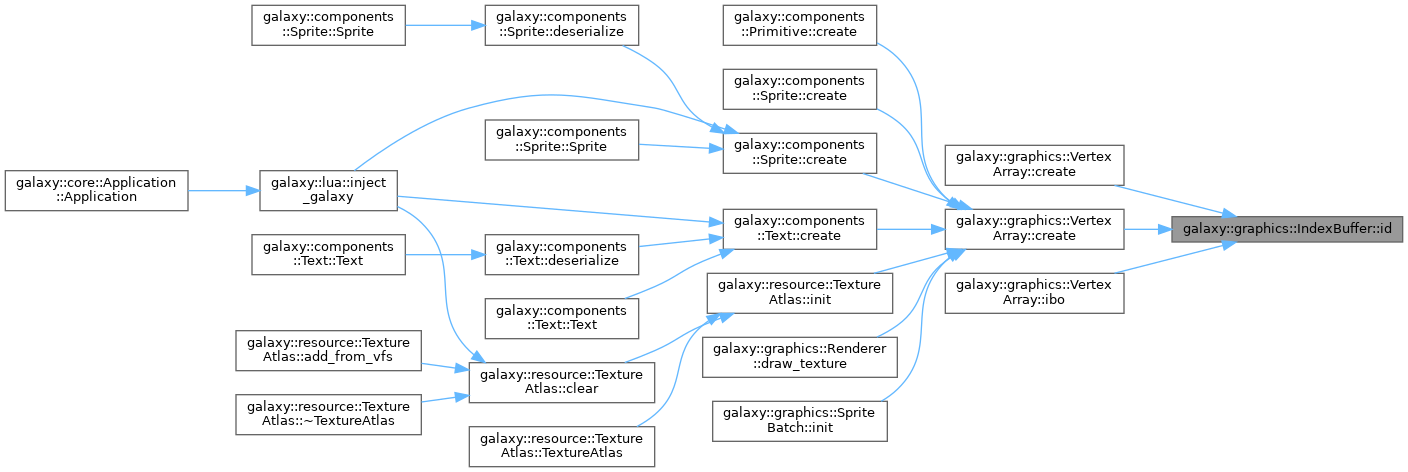 galaxy::components
::Sprite::Sprite
galaxy::components
::Sprite::deserialize
galaxy::components
::Primitive::create
galaxy::components
::Sprite::create
galaxy::components
::Sprite::Sprite
galaxy::components
::Sprite::create
galaxy::graphics::Vertex
Array::create
galaxy::core::Application
::Application
galaxy::lua::inject
_galaxy
galaxy::components
::Text::create
galaxy::graphics::Vertex
Array::create
galaxy::graphics::IndexBuffer::id
galaxy::components
::Text::Text
galaxy::components
::Text::deserialize
galaxy::resource::Texture
Atlas::init
galaxy::graphics::Vertex
Array::ibo
galaxy::components
::Text::Text
galaxy::resource::Texture
Atlas::add_from_vfs
galaxy::graphics::Renderer
::draw_texture
galaxy::resource::Texture
Atlas::clear
galaxy::resource::Texture
Atlas::~TextureAtlas
galaxy::graphics::Sprite
Batch::init
galaxy::resource::Texture
Atlas::TextureAtlas